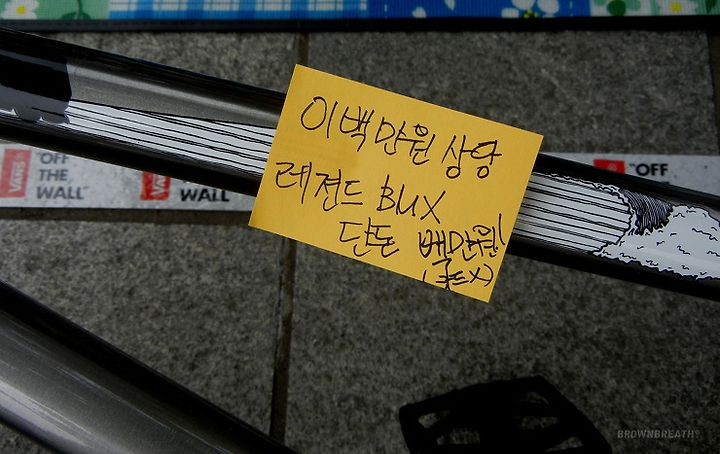 이백만원 상당
레전드 BMX
단돈 백만원!
VANS "OFF
THE
WALL"
VANS
WALL"
"OFF
BROWNBREATH